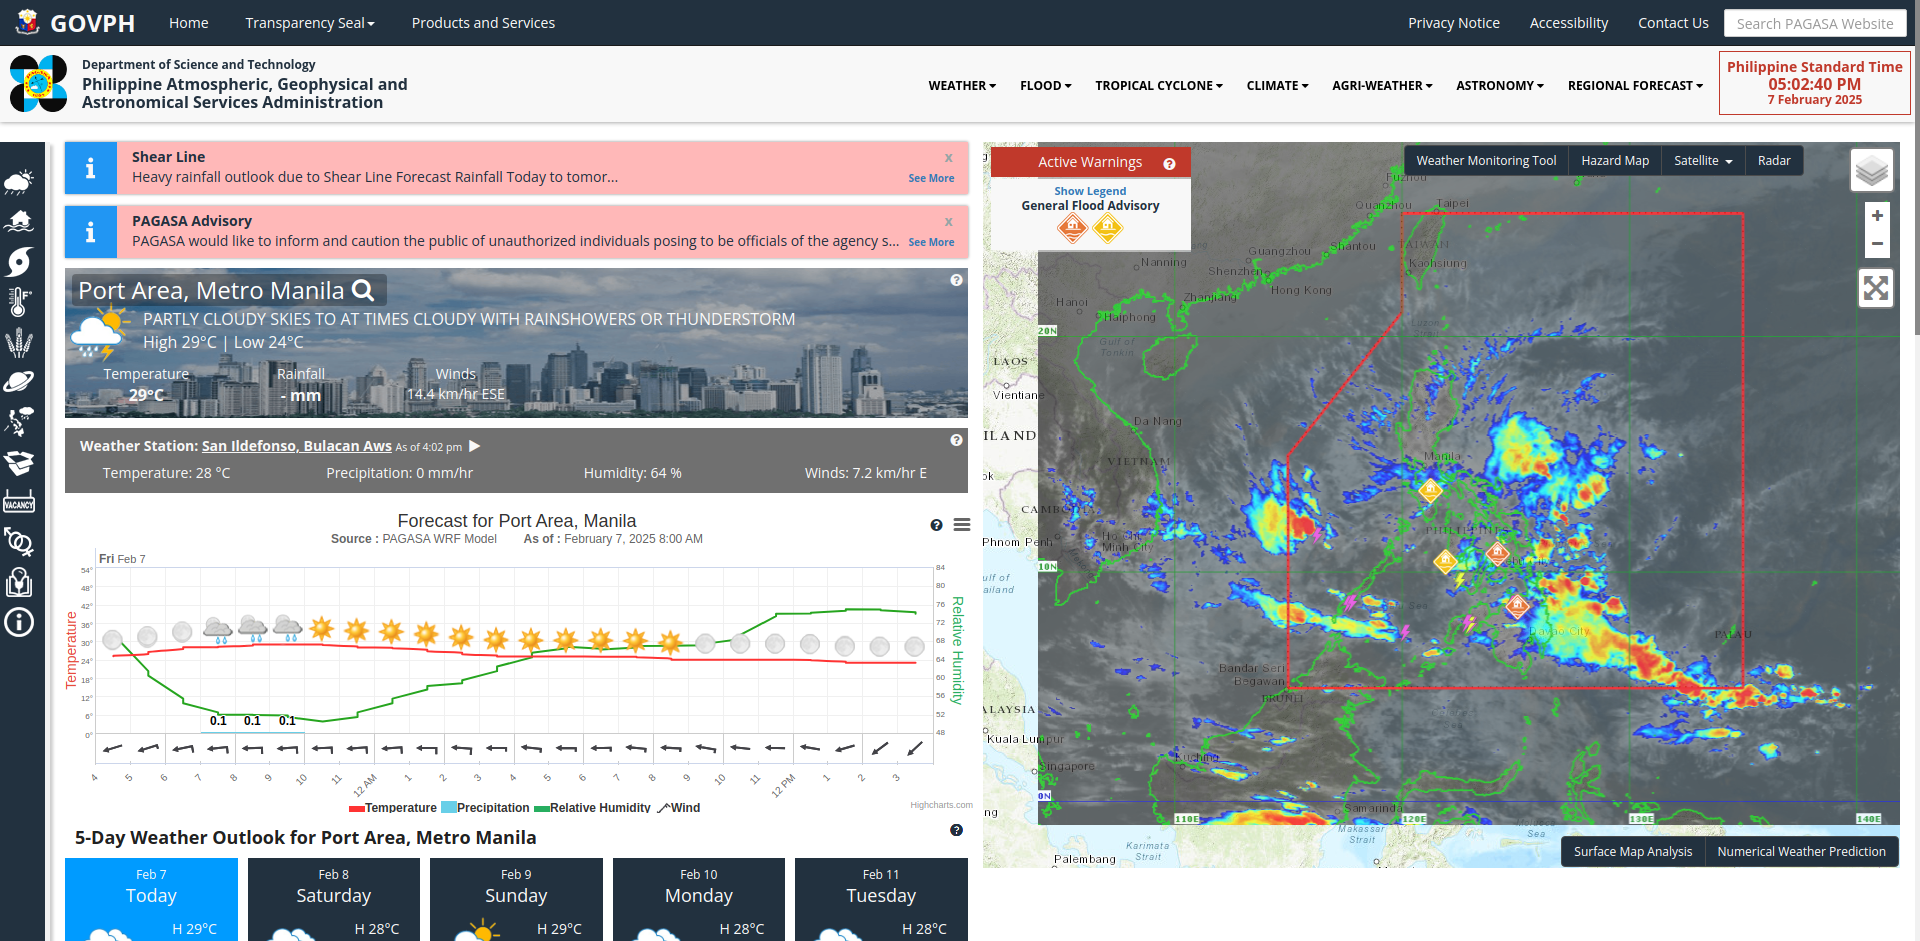 GOVPH
Home
Transparency Seal
Products and Services
Privacy Notice
Accessibility
Contact Us
Search PAGASA Website
Department of Science and Technology
Philippine Atmospheric, Geophysical and
Astronomical Services Administration
WEATHER
FLOOD
TROPICAL CYCLONE
CLIMATE
AGRI-WEATHER
ASTRONOMY
REGIONAL FORECAST
Philippine Standard Time
05:02:40 PM
7 February 2025
Shear Line
x
Heavy rainfall outlook due to Shear Line Forecast Rainfall Today to tomor...
See More
PAGASA Advisory
x
PAGASA would like to inform and caution the public of unauthorized individuals posing to be officials of the agency s...
See More
Port Area, Metro Manila
PARTLY CLOUDY SKIES TO AT TIMES CLOUDY WITH RAINSHOWERS OR THUNDERSTORM
High 29°C | Low 24°C
Temperature
29°C
Rainfall
- mm
Winds
14.4 km/hr ESE
Weather Station: San Ildefonso, Bulacan Aws As of 4:02 pm
Temperature: 28 °C
Precipitation: 0 mm/hr
Humidity: 64 %
Winds: 7.2 km/hr E
VACANCY
Forecast for Port Area, Manila
Source : PAGASA WRF Model As of : February 7, 2025 8:00 AM
Fri Feb 7
Temperature
54°
48°
42°
36°
30°
24°
18°
12°
6°
0°
84
80
76
72
68
64
60
56
52
48
Relative Humidity
0.1 0.1 0.1
4 5 6 7 8 9 10 11 12 AM 1 2 3 4 5 6 7 8 9 10 11 12 PM 1 2 3
Temperature Precipitation Relative Humidity Wind
Highcharts.com
5-Day Weather Outlook for Port Area, Metro Manila
Feb 7
Today
H 29°C
Feb 8
Saturday
H 28°C
Feb 9
Sunday
H 29°C
Feb 10
Monday
H 28°C
Feb 11
Tuesday
H 28°C
Active Warnings
Show Legend
General Flood Advisory
Weather Monitoring Tool
Hazard Map
Satellite
Radar
+
−
Fuzhou
Quanzhou
Taipei
TAIWAN
Kaohsiung
Shantou
Guangzhou
Shenzhen
Hong Kong
Nanning
Zhanjiang
Hanoi
Haiphong
Gulf of
Tonkin
Luzon
Strait
20N
LAOS
Vientiane
Da Nang
ILAND
VIETNAM
Manila
CAMBODIA
Phnom Penh
Ho Chi
Minh City
PHILIPPINES
10N
ulf of
ailand
Davao City
PALAU
Bandar Seri
Begawan
BRUNEI
ALAYSIA
Kuala Lumpur
Kuching
Singapore
0N
Samarinda
110E
120E
130E
140E
Makassar
Strait
Karimata
Strait
Sea
Palembang
Surface Map Analysis
Numerical Weather Prediction